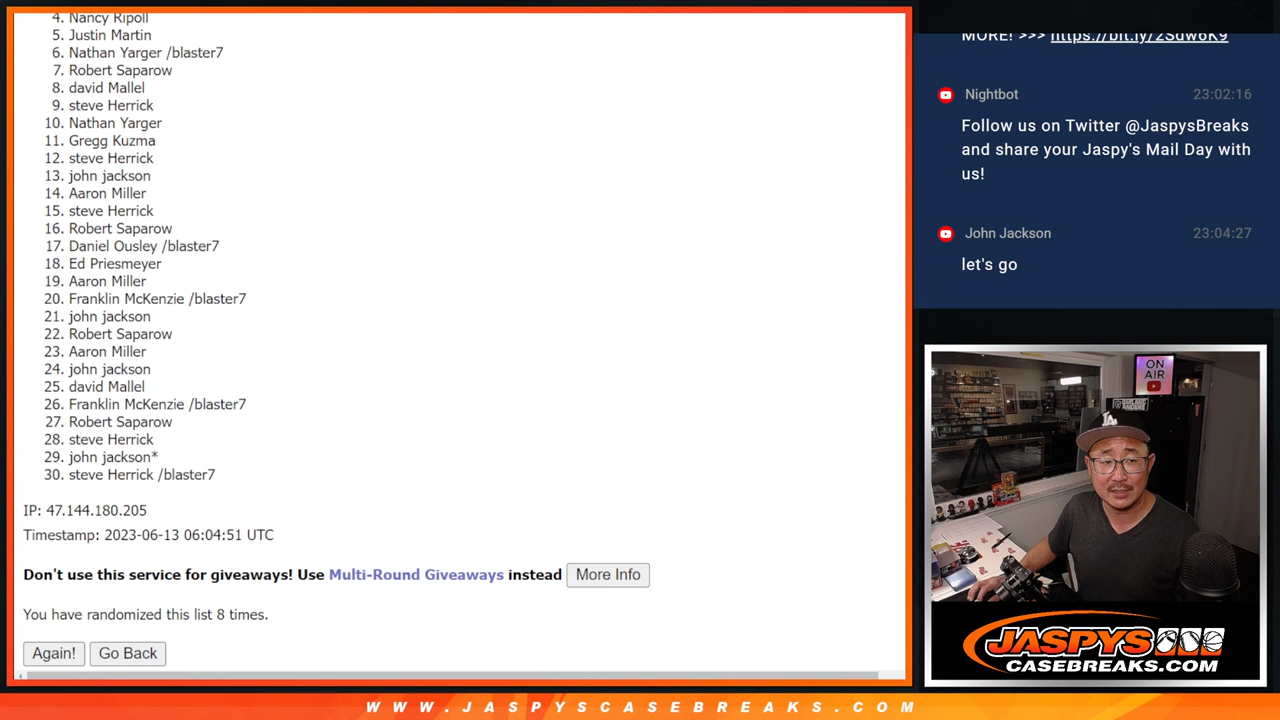 4. Nancy Ripoll
5. Justin Martin
6. Nathan Yarger /blaster7
7. Robert Saparow
8. david Mallel
9. steve Herrick
10. Nathan Yarger
11. Gregg Kuzma
12. steve Herrick
13. john jackson
14. Aaron Miller
15. steve Herrick
16. Robert Saparow
17. Daniel Ousley /blaster7
18. Ed Priesmeyer
19. Aaron Miller
20. Franklin McKenzie /blaster7
21. john jackson
22. Robert Saparow
23. Aaron Miller
24. john jackson
25. david Mallel
26. Franklin McKenzie /blaster7
27. Robert Saparow
28. steve Herrick
29. john jackson*
30. steve Herrick /blaster7
IP: 47.144.180.205
Timestamp: 2023-06-13 06:04:51 UTC
Don't use this service for giveaways! Use Multi-Round Giveaways instead More Info
You have randomized this list 8 times.
Again! Go Back
MORE! >>> https://bit.ly/2Sdw6K9
Nightbot 23:02:16
Follow us on Twitter @JaspysBreaks
and share your Jaspy's Mail Day with
us!
John Jackson 23:04:27
let's go
ON
AIR
LA
JASPYS
CASEBREAKS.COM
WWW.JASPYSCASEBREAKS.COM